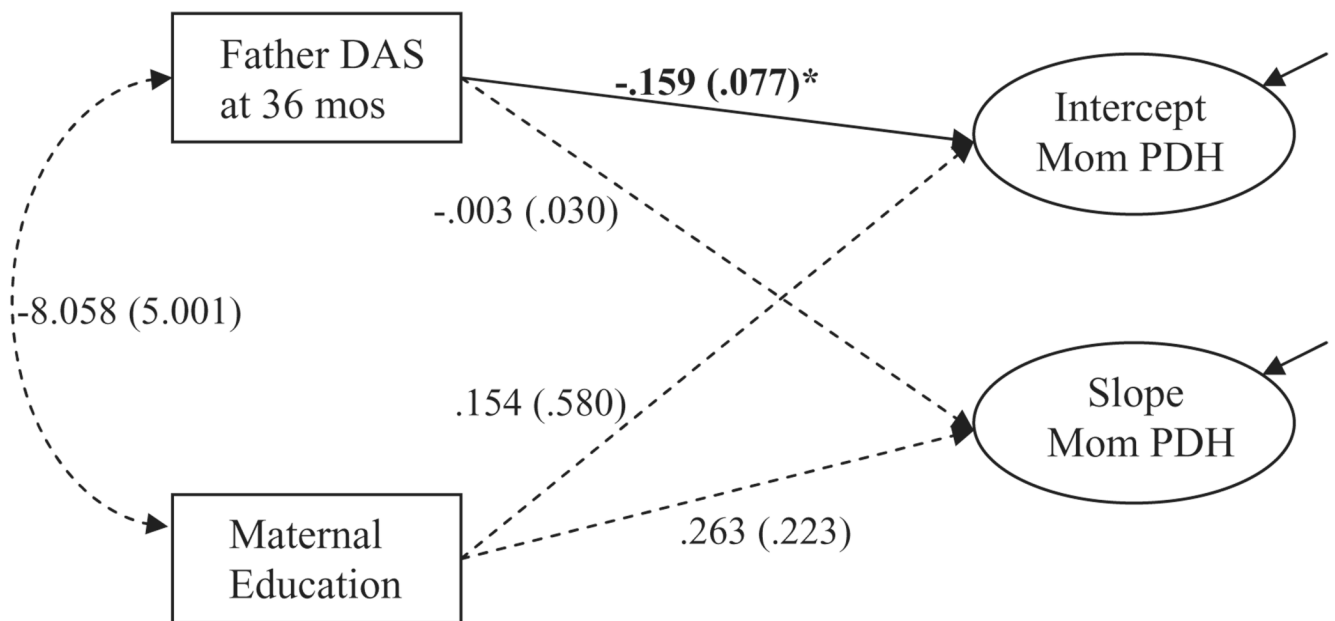 Father DAS
at 36 mos
-.159 (.077)*
Intercept
Mom PDH
-.003 (.030)
-8.058 (5.001)
.154 (.580)
Slope
Mom PDH
.263 (.223)
Maternal
Education